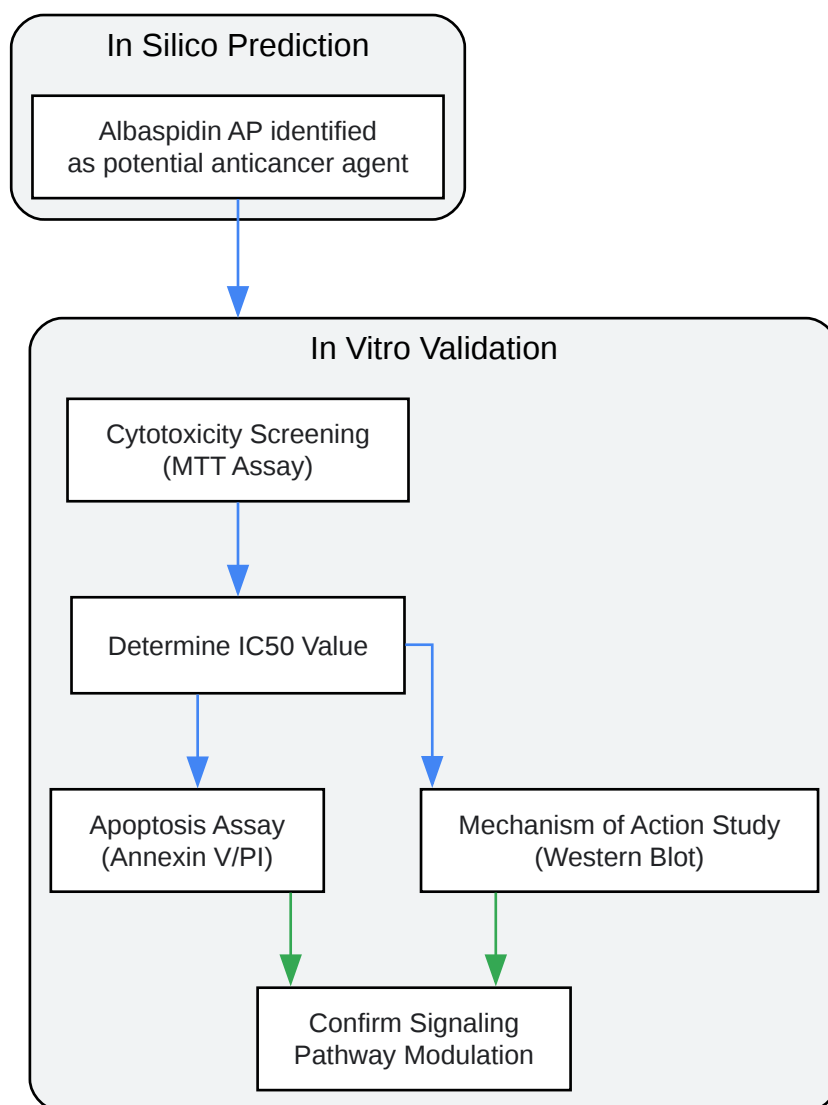 In Silico Prediction
Albaspidin AP identified
as potential anticancer agent
In Vitro Validation
Cytotoxicity Screening
(MTT Assay)
Determine IC50 Value
Apoptosis Assay
(Annexin V/PI)
Mechanism of Action Study
(Western Blot)
Confirm Signaling
Pathway Modulation